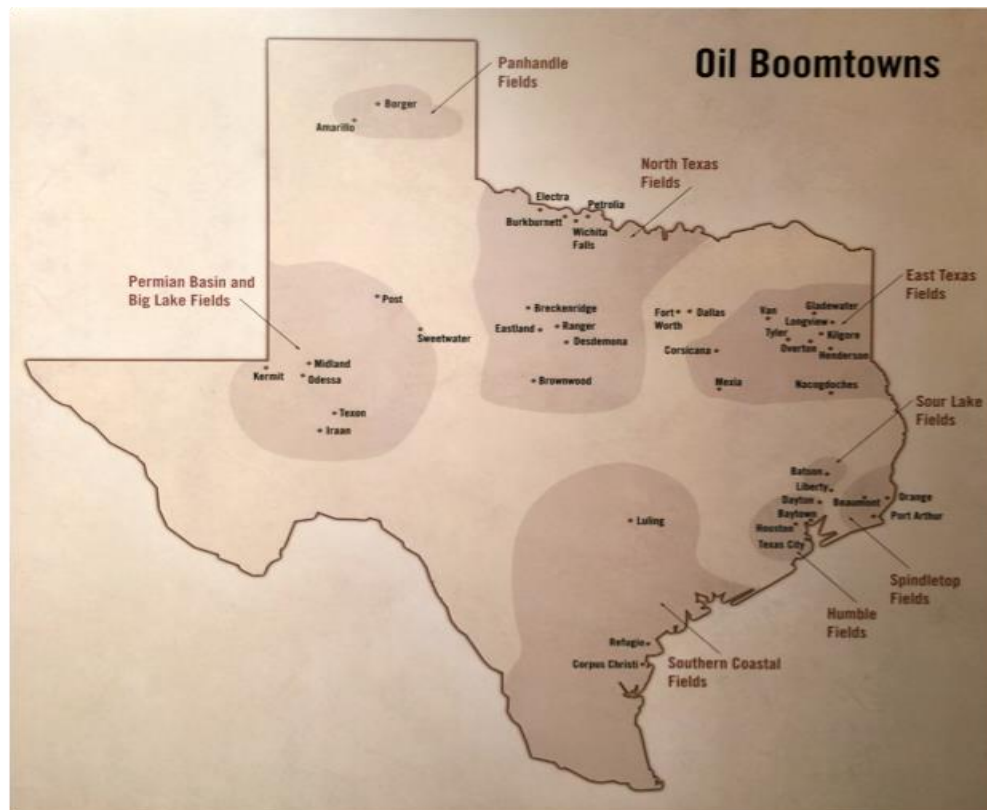 Oil Boomtowns
Panhandle
Fields
Borger
Amarillo
North Texas
Fields
Electra
Petrolia
Burkburnett
Wichita
Falls
East Texas
Fields
Permian Basin and
Big Lake Fields
Post
Sweetwater
Breckenridge
Eastland
Ranger
Desdemona
Brownwood
Fort
Worth
Dallas
Corsicana
Mexia
Van
Gladewater
Longview
Tyler
Kilgore
Overton
Henderson
Nacogdoches
Midland
Kermit
Odessa
Texon
Iraan
Sour Lake
Fields
Batson
Liberty
Dayton
Beaumont
Orange
Baytown
Port Arthur
Houston
Texas City
Luling
Spindletop
Fields
Humble
Fields
Refugio
Corpus Christi
Southern Coastal
Fields